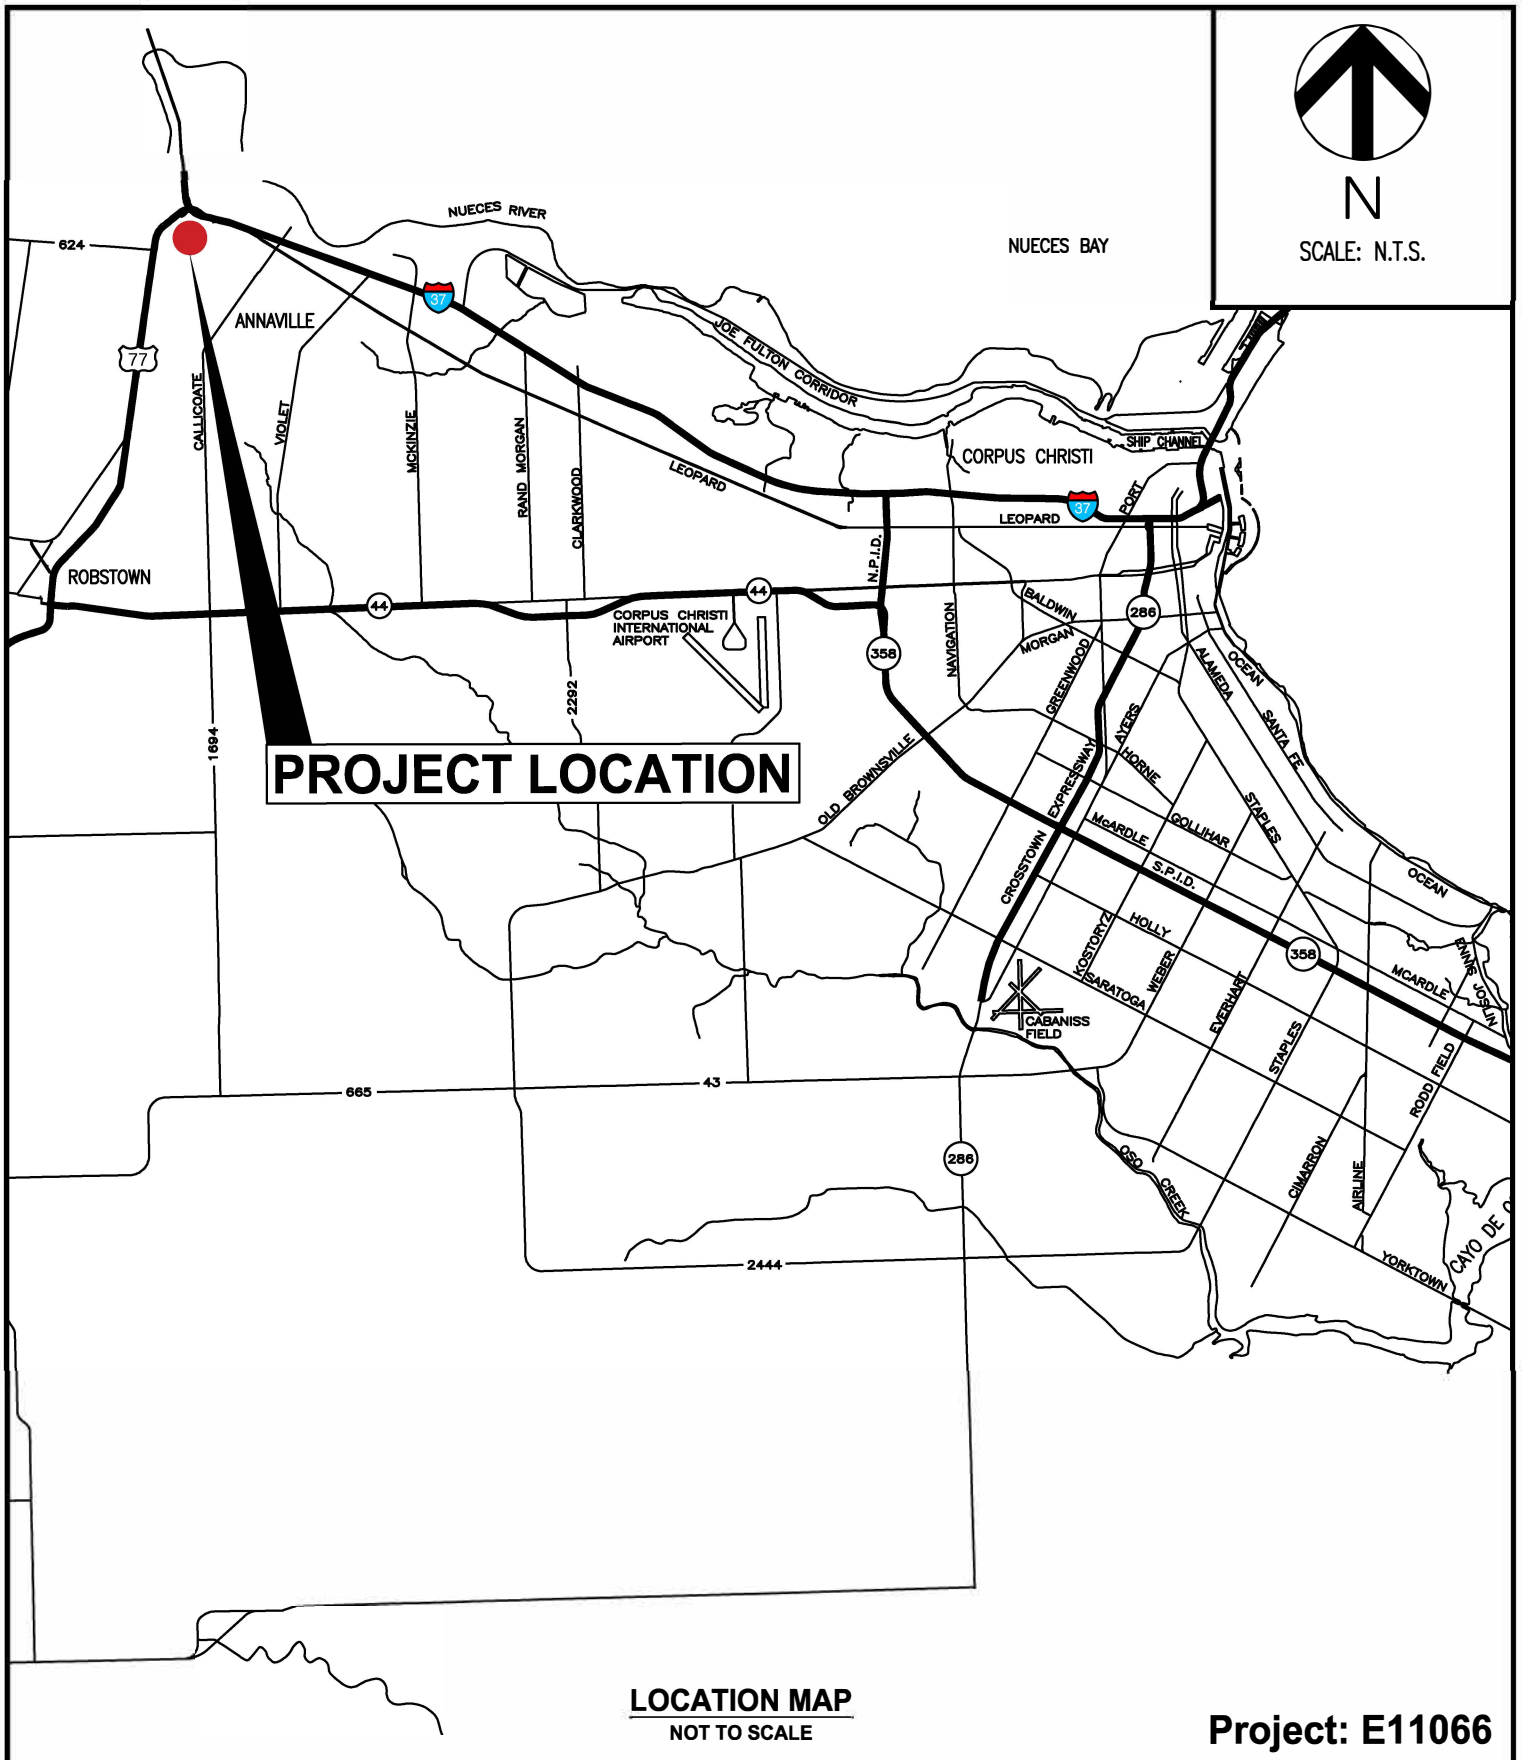 N
SCALE: N.T.S.
NUECES RIVER
NUECES BAY
624
ANNAVILLE
37
77
JOE FULTON CORRIDOR
CALLICOATE
VIOLET
MCKINZIE
RAND MORGAN
CLARKWOOD
LEOPARD
SHIP CHANNEL
CORPUS CHRISTI
PORT
37
LEOPARD
N.P.I.D.
ROBSTOWN
44
44
CORPUS CHRISTI
INTERNATIONAL
AIRPORT
NAVIGATION
BALDWIN
MORGAN
286
358
GREENWOOD
ALAMEDA
OCEAN
SANTA FE
2292
1694
AYERS
HORNE
OLD BROWNSVILLE
CROSSTOWN EXPRESSWAY
STAPLES
McARDLE
GOLLIHAR
S.P.I.D.
OCEAN
PROJECT LOCATION
KOSTORYZ
HOLLY
WEBER
358
ENNIS JOSLIN
MCARDLE
SARATOGA
EVERHART
CABANISS
FIELD
STAPLES
RODD FIELD
665
43
286
OSO CREEK
CIMARRON
AIRLINE
2444
YORKTOWN
CAYO DE
LOCATION MAP
NOT TO SCALE
Project: E11066